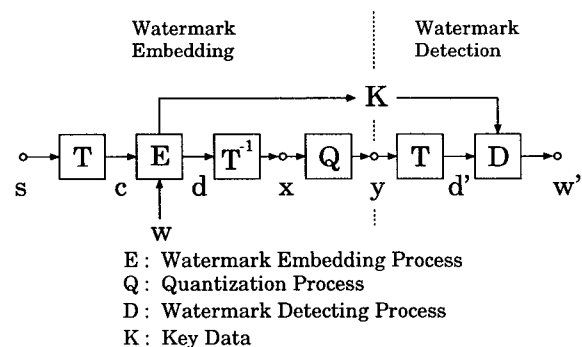 Watermark
Embedding
Watermark
Detection
K
T
E
T⁻¹
Q
T
D
s
c
d
x
y
d'
w'
w
E : Watermark Embedding Process
Q : Quantization Process
D : Watermark Detecting Process
K : Key Data